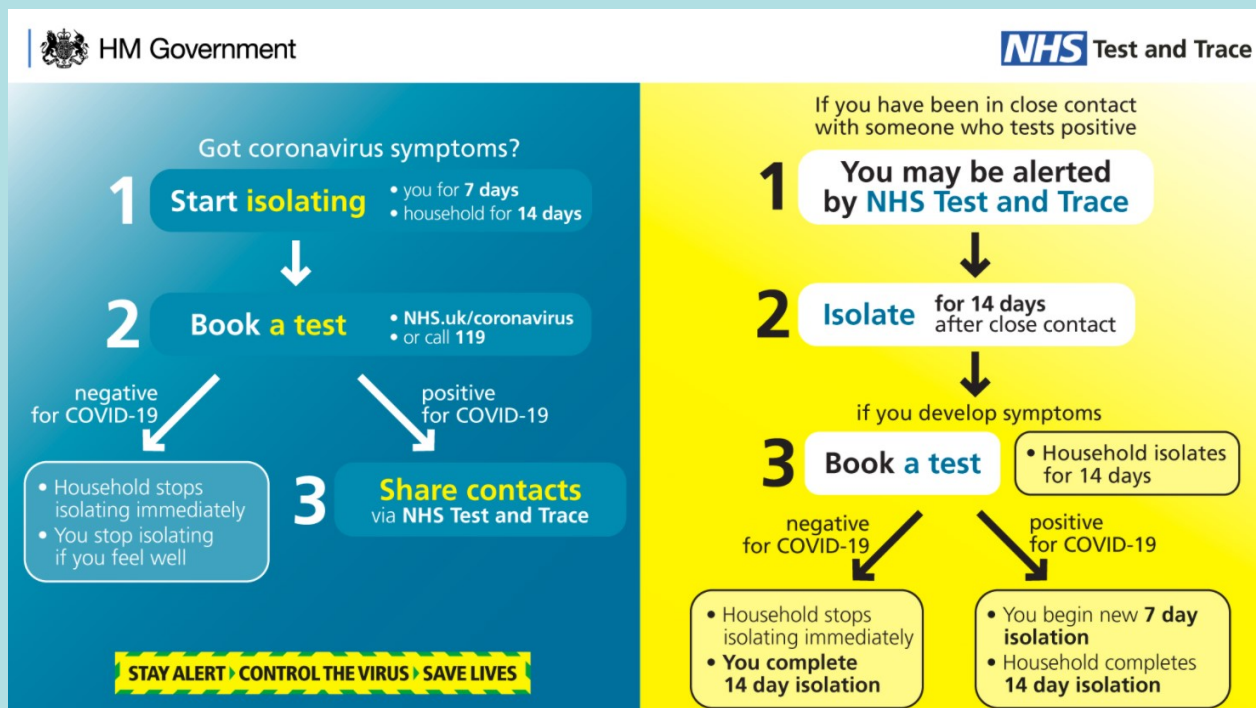 HM Government
NHS Test and Trace
Got coronavirus symptoms?
1
Start isolating
• you for 7 days
• household for 14 days
2
Book a test
• NHS.uk/coronavirus
• or call 119
negative
for COVID-19
positive
for COVID-19
• Household stops
isolating immediately
• You stop isolating
if you feel well
3
Share contacts
via NHS Test and Trace
STAY ALERT › CONTROL THE VIRUS › SAVE LIVES
If you have been in close contact
with someone who tests positive
1
You may be alerted
by NHS Test and Trace
2
Isolate
for 14 days
after close contact
if you develop symptoms
3
Book a test
• Household isolates
for 14 days
negative
for COVID-19
positive
for COVID-19
• Household stops
isolating immediately
• You complete
14 day isolation
• You begin new 7 day
isolation
• Household completes
14 day isolation